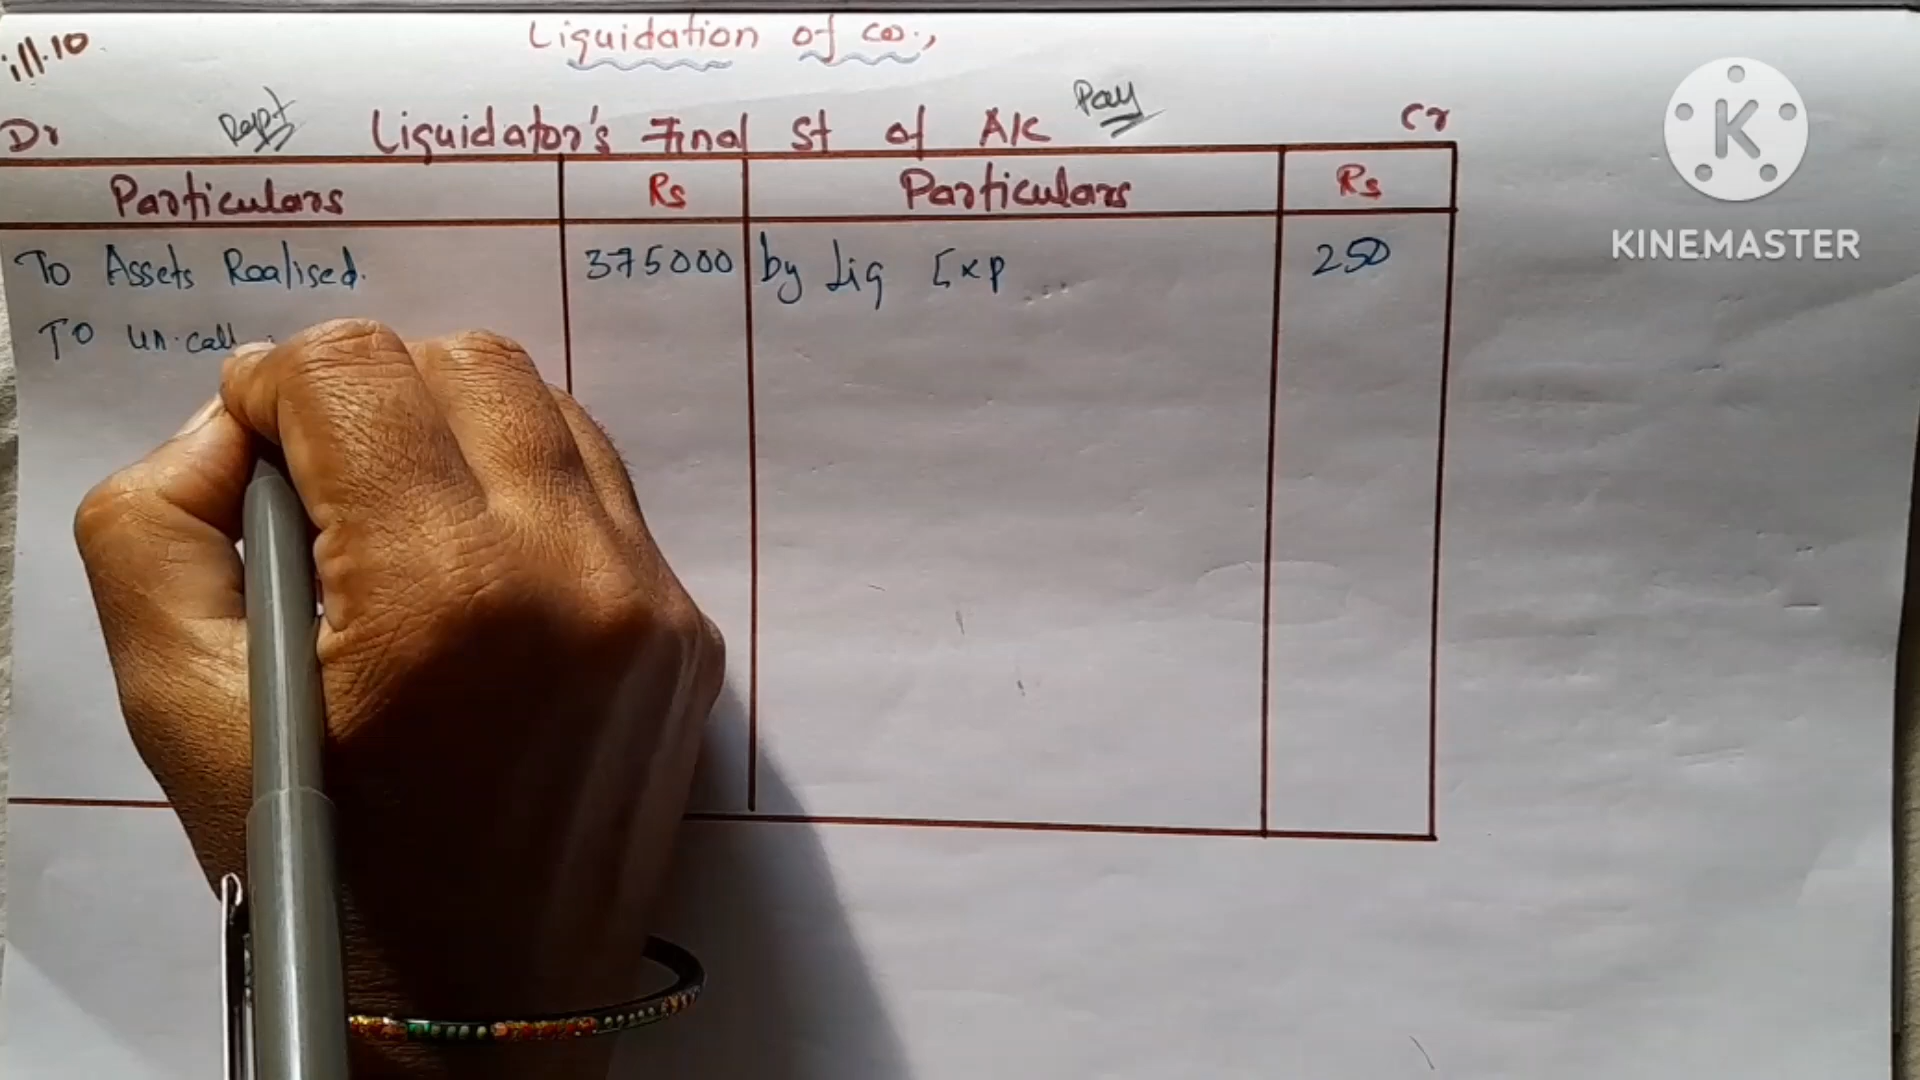 ill.10
Liquidation of co.,
Rept Pay
Dr Liquidator's Final St of A/c Cr
Particulars Rs Particulars Rs
To Assets Realised. 375000 by Liq Exp 250
To un.call
K
KINEMASTER